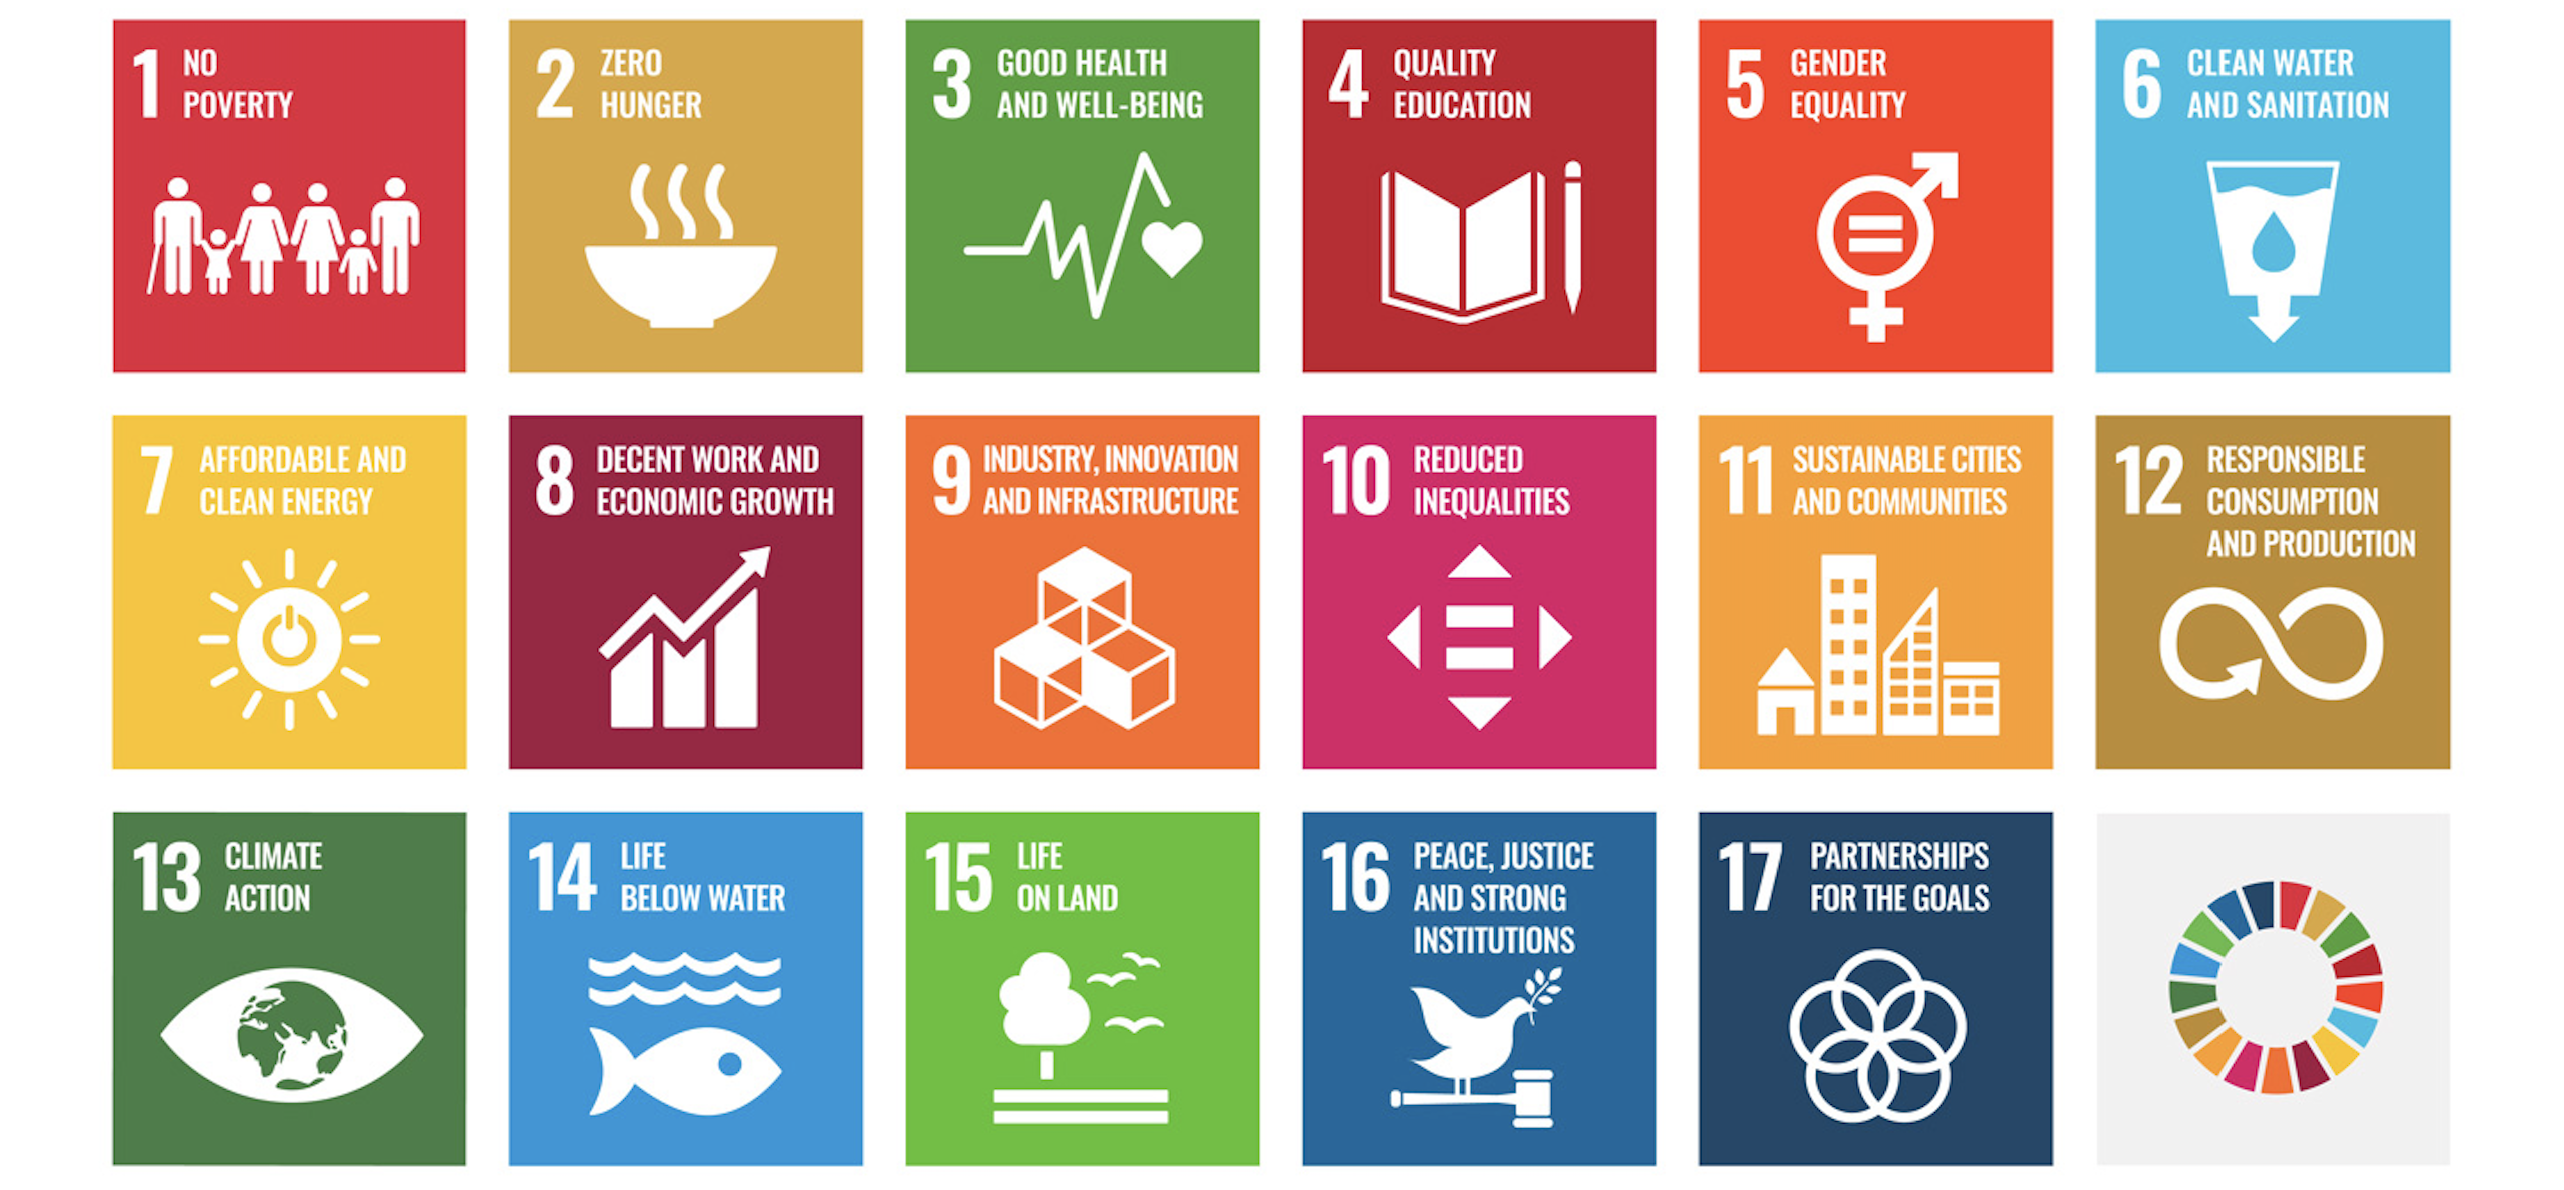 1 NO
POVERTY
2 ZERO
HUNGER
3 GOOD HEALTH
AND WELL-BEING
4 QUALITY
EDUCATION
5 GENDER
EQUALITY
6 CLEAN WATER
AND SANITATION
7 AFFORDABLE AND
CLEAN ENERGY
8 DECENT WORK AND
ECONOMIC GROWTH
9 INDUSTRY, INNOVATION
AND INFRASTRUCTURE
10 REDUCED
INEQUALITIES
11 SUSTAINABLE CITIES
AND COMMUNITIES
12 RESPONSIBLE
CONSUMPTION
AND PRODUCTION
13 CLIMATE
ACTION
14 LIFE
BELOW WATER
15 LIFE
ON LAND
16 PEACE, JUSTICE
AND STRONG
INSTITUTIONS
17 PARTNERSHIPS
FOR THE GOALS